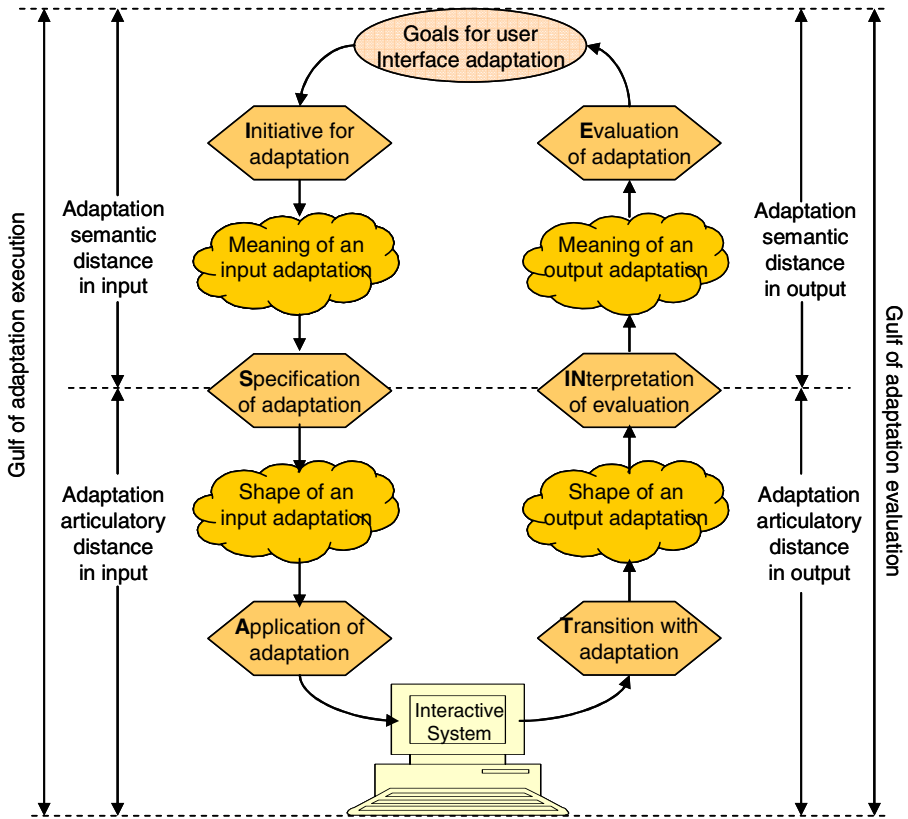 Goals for user
Interface adaptation
Initiative for
adaptation
Evaluation
of adaptation
Adaptation
semantic
distance
in input
Meaning of an
input adaptation
Meaning of an
output adaptation
Adaptation
semantic
distance
in output
Gulf of adaptation execution
Gulf of adaptation evaluation
Specification
of adaptation
INterpretation
of evaluation
Adaptation
articulatory
distance
in input
Shape of an
input adaptation
Shape of an
output adaptation
Adaptation
articulatory
distance
in output
Application of
adaptation
Transition with
adaptation
Interactive
System